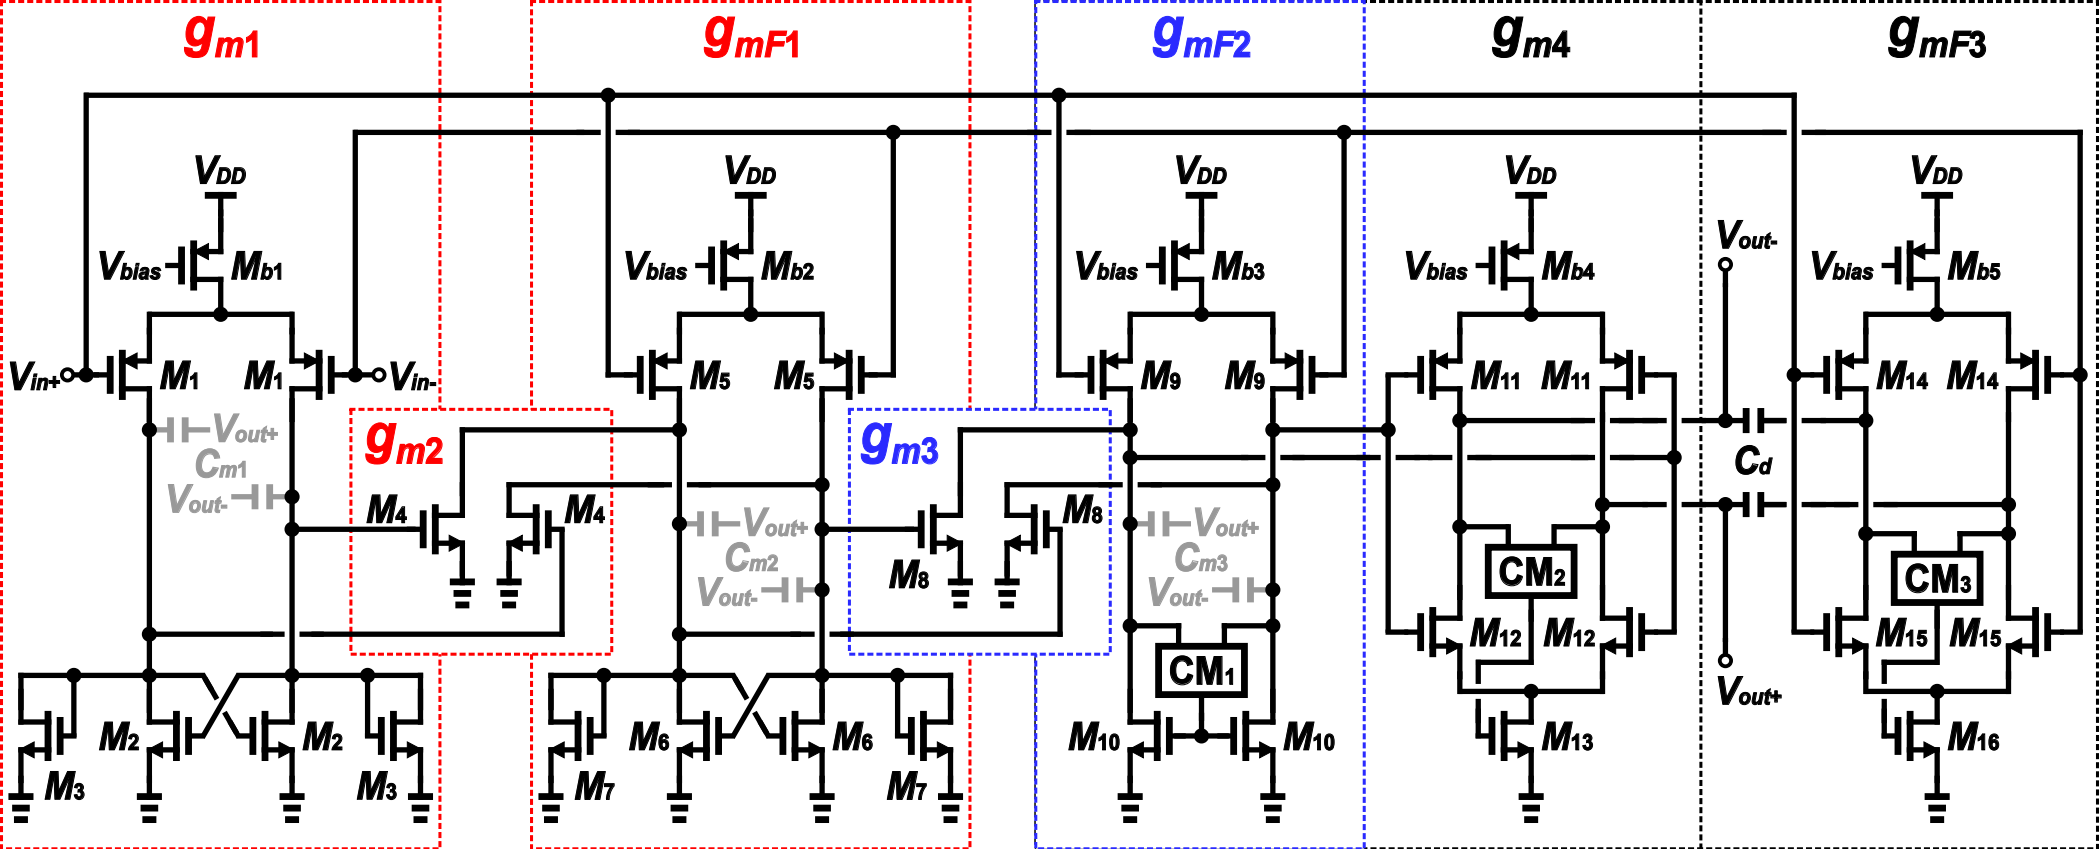 gm1 gmF1 gmF2 gm4 gmF3
VDD VDD VDD VDD VDD
Vout-
Vbias Mb1 Vbias Mb2 Vbias Mb3 Vbias Mb4 Vbias Mb5
Vin+ M1 M1 Vin- M5 M5 M9 M9 M11 M11 M14 M14
Vout+ gm2 gm3
Cm1 Cd
Vout- M4 M4 Vout+ M8 Vout+
Cm2 M8 Cm3 CM2 CM3
Vout- Vout-
M12 M12 M15 M15
CM1 Vout+
M2 M2 M6 M6 M10 M10 M13 M16
M3 M3 M7 M7